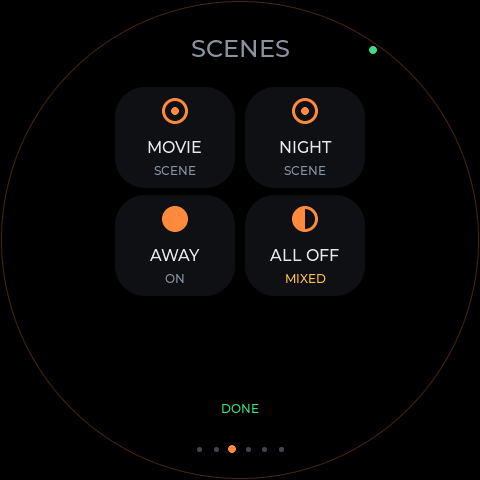 SCENES
MOVIE
SCENE
NIGHT
SCENE
AWAY
ON
ALL OFF
MIXED
DONE